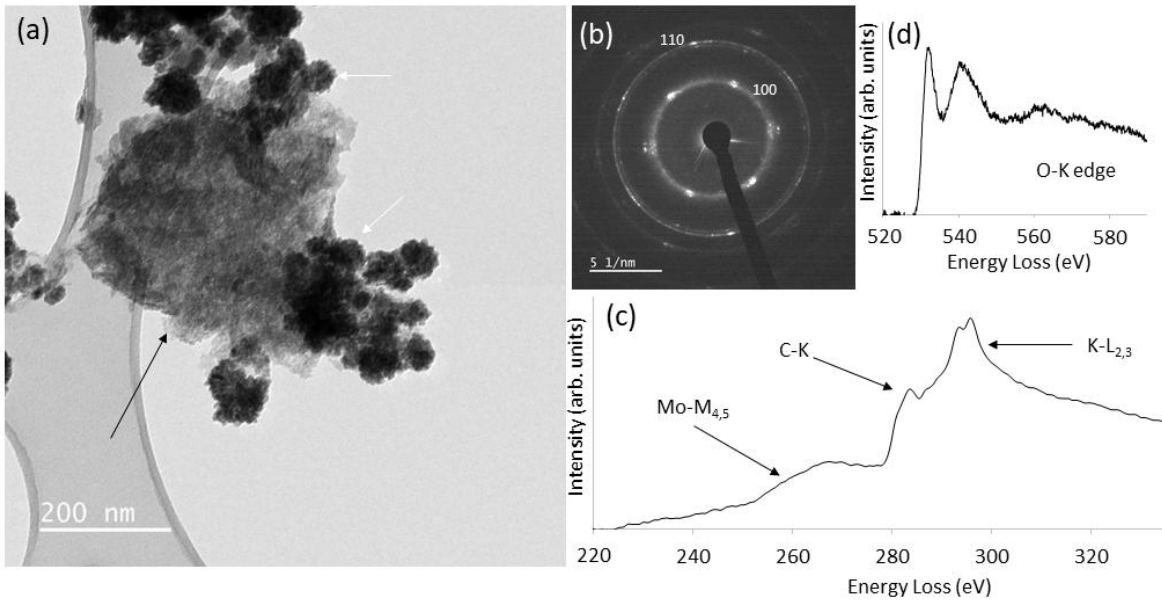 (a)
200 nm
(b)
110
100
5 1/nm
(d)
Intensity (arb. units)
O-K edge
520 540 560 580
Energy Loss (eV)
(c)
Intensity (arb. units)
Mo-M4,5
C-K
K-L2,3
220 240 260 280 300 320
Energy Loss (eV)